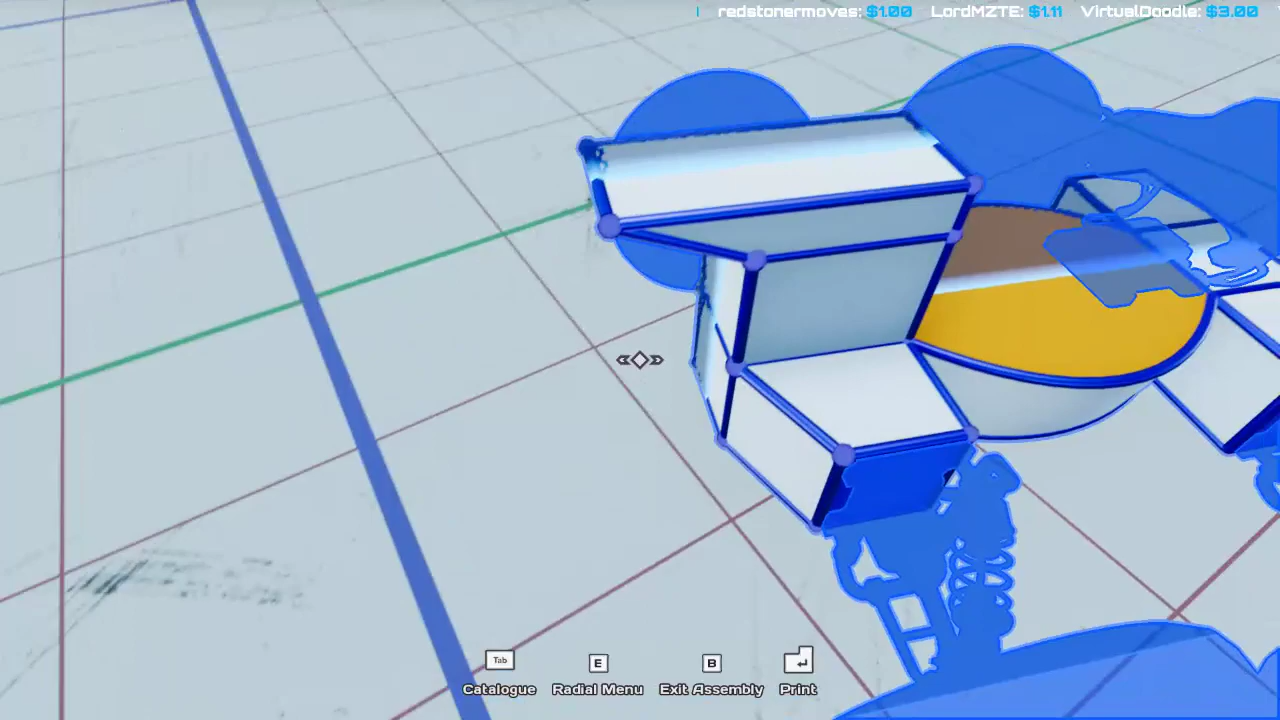 redstonermoves: $1.00 LordMZTE: $1.11 VirtualDoodle: $3.00
Tab E B
Catalogue Radial Menu Exit Assembly Print